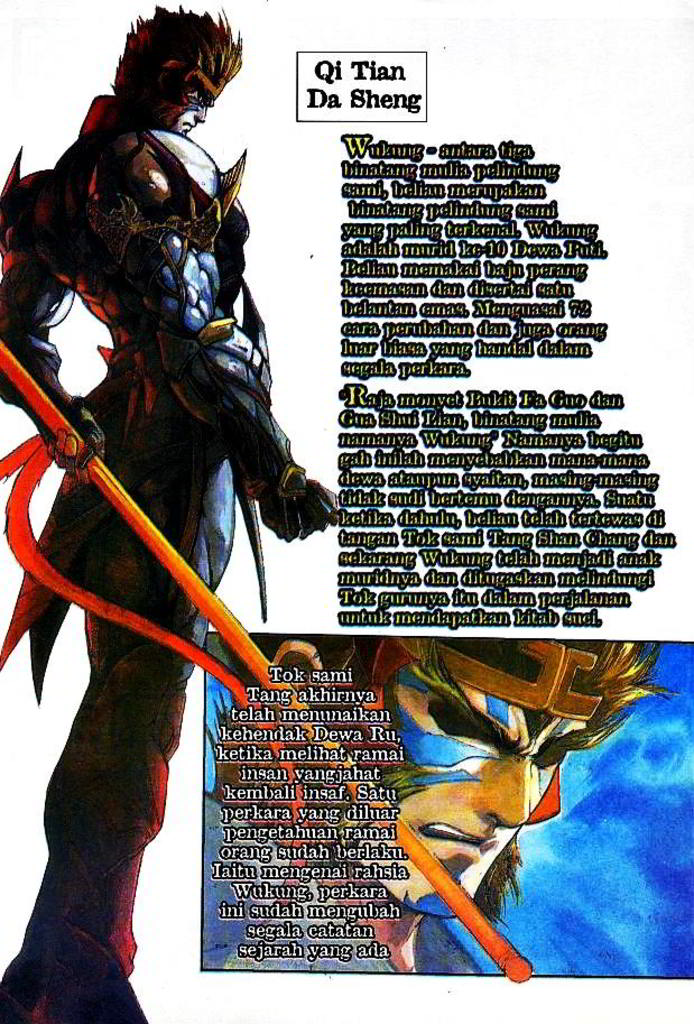 Qi Tian
Da Sheng
Wukung - antara tiga
binatang mulia pelindung
sami, beliau merupakan
binatang pelindung sami
yang paling terkenal. Wukung
adalah murid ke-10 Dewa Puti.
Beliau memakai baju perang
keemasan dan disertai satu
belantan emas. Menguasai 72
cara perubahan dan juga orang
luar biasa yang handal dalam
segala perkara.
"Raja monyet Bukit Fa Guo dan
Gua Shui Lian, binatang mulia
namanya Wukung" Namanya begitu
gah inilah menyebabkan mana-mana
dewa ataupun syaitan, masing-masing
tidak sudi bertemu dengannya. Suatu
ketika dahulu, beliau telah tertewas di
tangan Tok sami Tang Shan Chang dan
sekarang Wukung telah menjadi anak
muridnya dan ditugaskan melindungi
Tok gurunya itu dalam perjalanan
untuk mendapatkan kitab suci.
Tok sami
Tang akhirnya
telah menunaikan
kehendak Dewa Ru,
ketika melihat ramai
insan yangjahat
kembali insaf. Satu
perkara yang diluar
pengetahuan ramai
orang sudah berlaku.
Iaitu mengenai rahsia
Wukung, perkara
ini sudah mengubah
segala catatan
sejarah yang ada